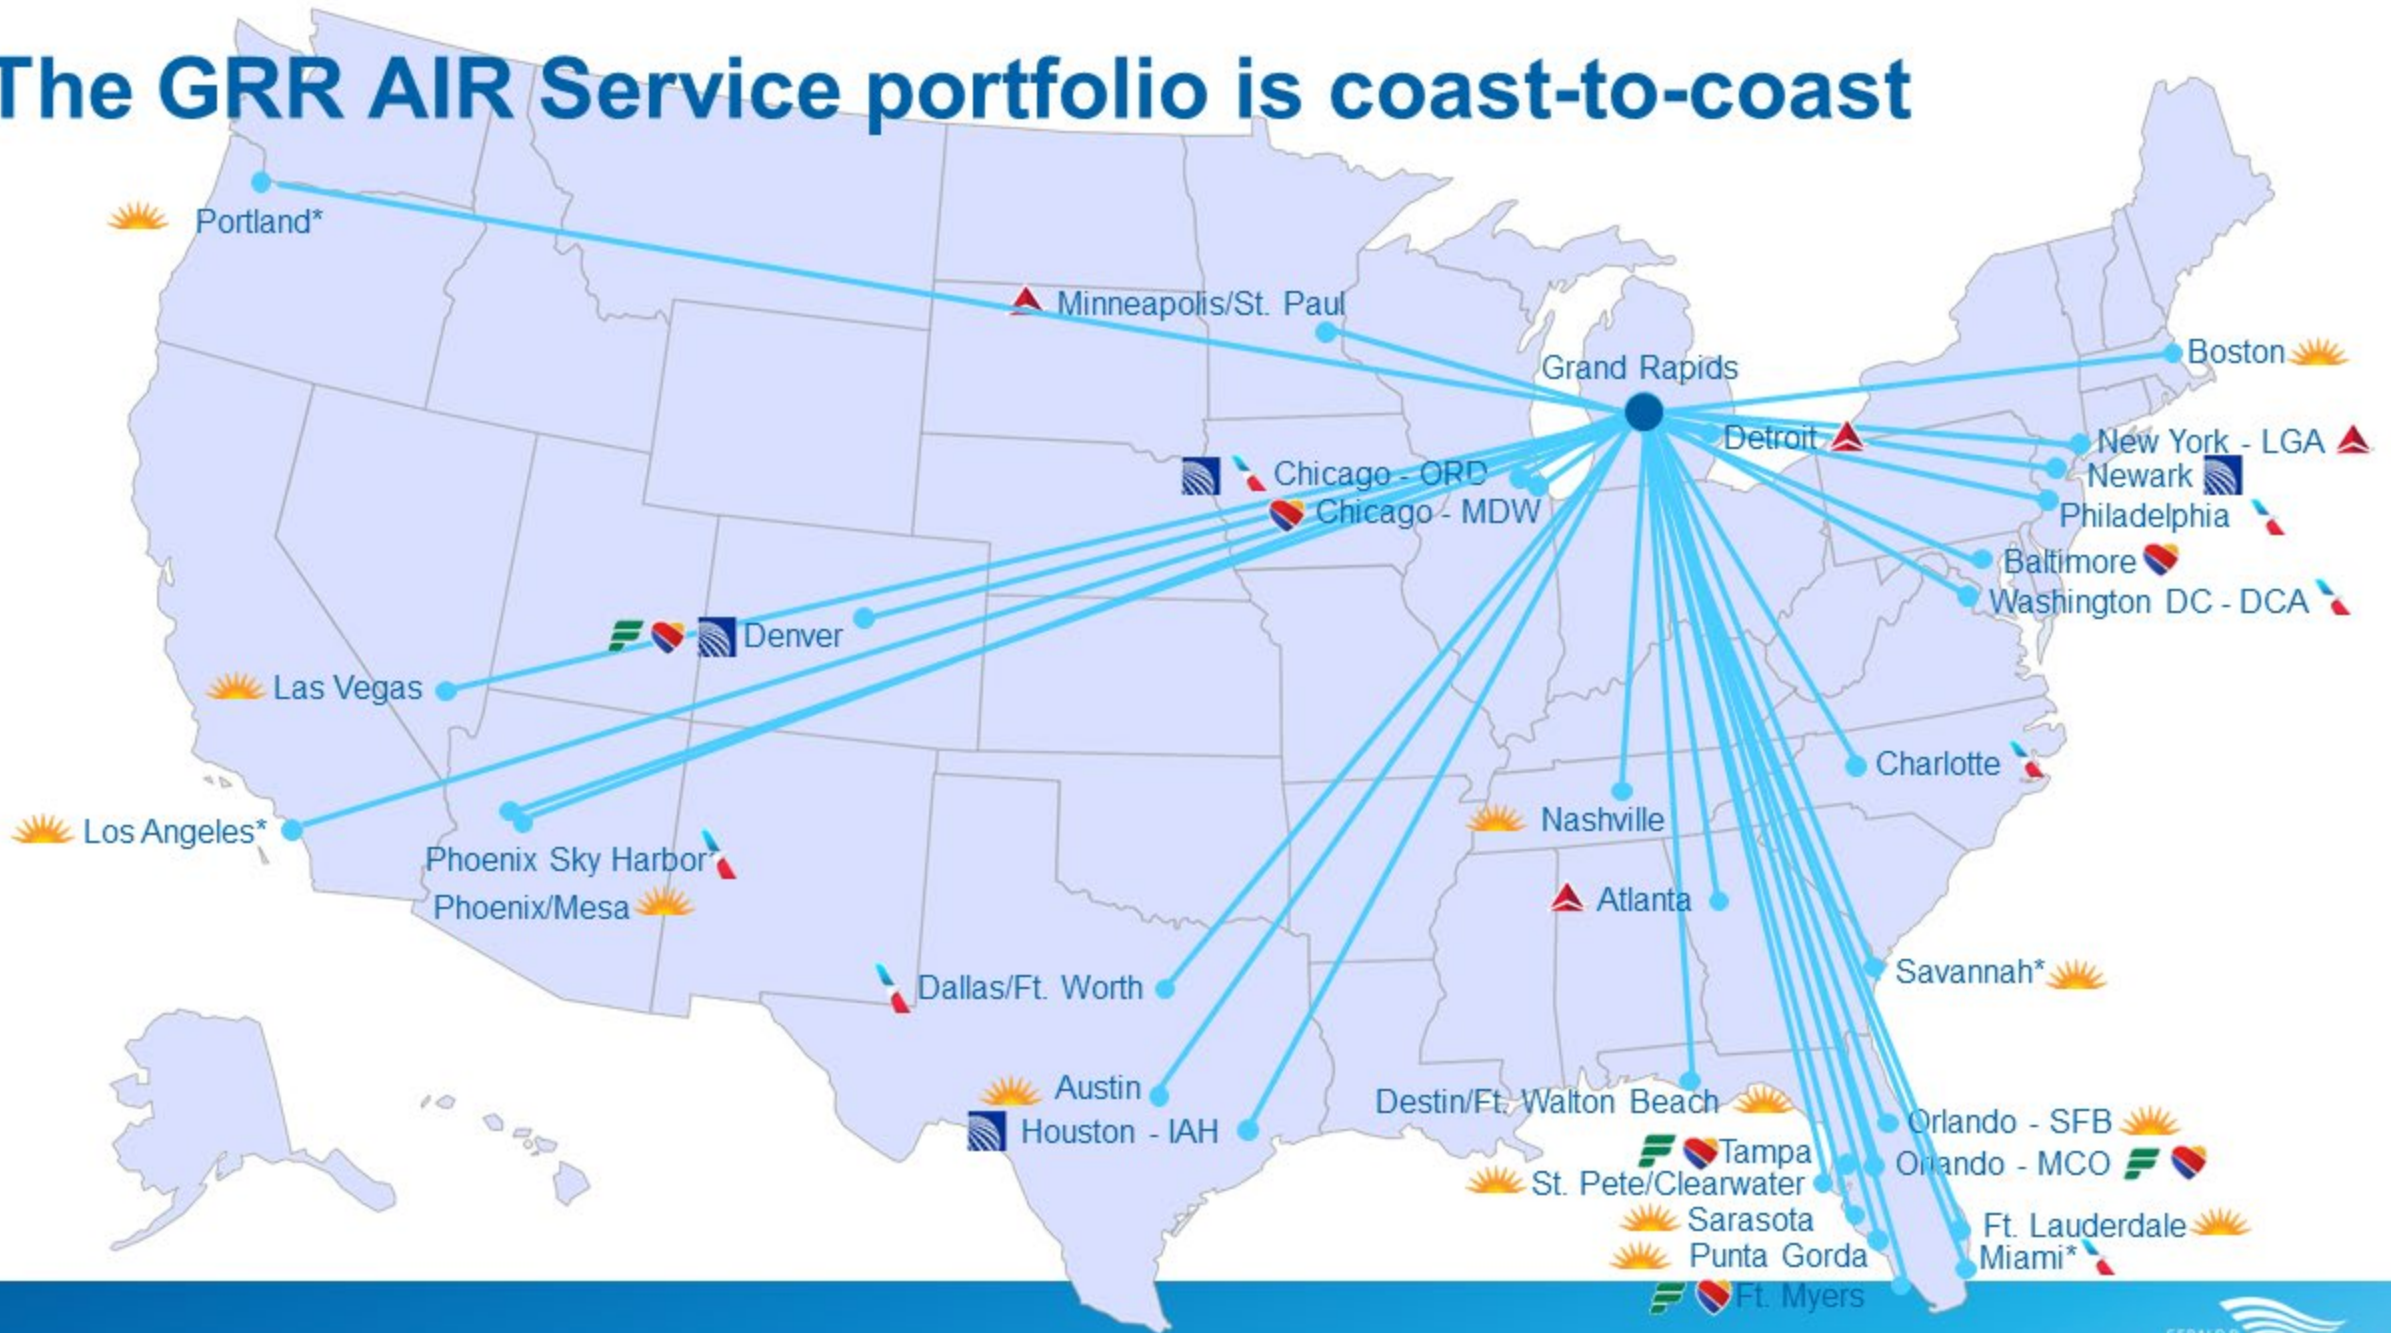 The GRR AIR Service portfolio is coast-to-coast
Portland*
Minneapolis/St. Paul
Grand Rapids
Boston
Detroit
New York - LGA
Chicago - ORD
Newark
Chicago - MDW
Philadelphia
Baltimore
Washington DC - DCA
Denver
Las Vegas
Charlotte
Nashville
Los Angeles*
Phoenix Sky Harbor*
Phoenix/Mesa
Atlanta
Savannah*
Dallas/Ft. Worth
Austin
Destin/Ft. Walton Beach
Houston - IAH
Orlando - SFB
Tampa
Orlando - MCO
St. Pete/Clearwater
Sarasota
Ft. Lauderdale
Punta Gorda
Miami*
Ft. Myers